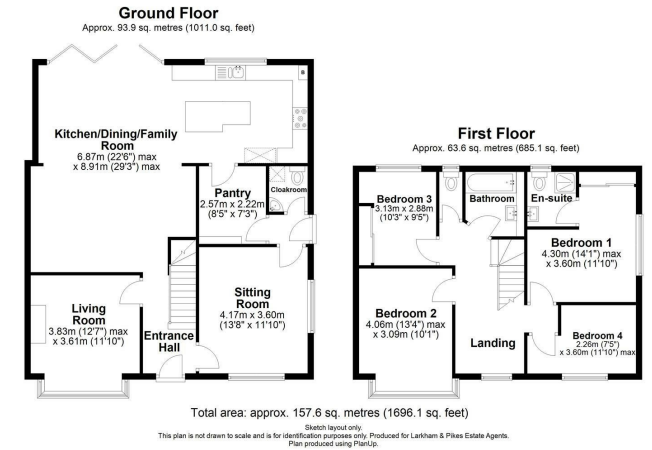 Ground Floor
Approx. 93.9 sq. metres (1011.0 sq. feet)
Kitchen/Dining/Family
Room
6.87m (22'6") max
x 8.91m (29'3") max
Pantry
2.57m x 2.22m
(8'5" x 7'3")
Cloakroom
Living
Room
3.83m (12'7") max
x 3.61m (11'10")
Entrance
Hall
Sitting
Room
4.17m x 3.60m
(13'8" x 11'10")
First Floor
Approx. 63.6 sq. metres (685.1 sq. feet)
Bedroom 3
3.13m x 2.88m
(10'3" x 9'5")
Bathroom
En-suite
Bedroom 1
4.30m (14'1") max
x 3.60m (11'10")
Bedroom 2
4.06m (13'4") max
x 3.09m (10'1")
Landing
Bedroom 4
2.26m (7'5")
x 3.60m (11'10") max
Total area: approx. 157.6 sq. metres (1696.1 sq. feet)
Sketch layout only.
This plan is not drawn to scale and is for identification purposes only. Produced for Larkham & Pikes Estate Agents.
Plan produced using PlanUp.